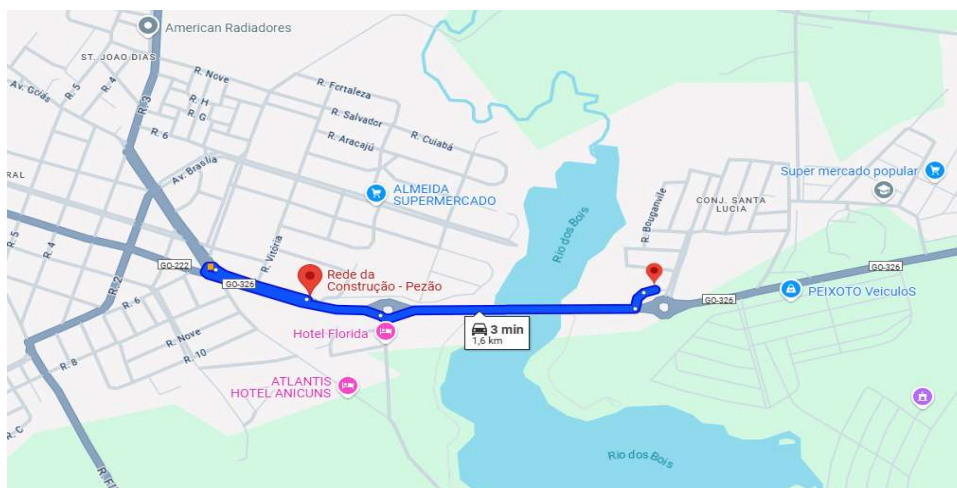 American Radiadores
ST. JOAO DIAS
R. Nove
R. Fortaleza
Av. Goiás
R. 5
R. 4
R. 3
R. H
R. G
R. Salvador
R. 6
R. Aracajú
R. Cuiabá
RAL
Av. Brasília
ALMEIDA
SUPERMERCADO
Super mercado popular
CONJ. SANTA
LUCIA
R. Bouganvile
Rio dos Bois
R. 5
R. 4
R. Vitória
GO-222
GO-326
Rede da
Construção - Pezão
GO-326
GO-326
PEIXOTO VeiculoS
R. 2
R. 6
Hotel Florida
3 min
1,6 km
R. Nove
R. 10
R. 8
ATLANTIS
HOTEL ANICUNS
R. C
Rio dos Bois